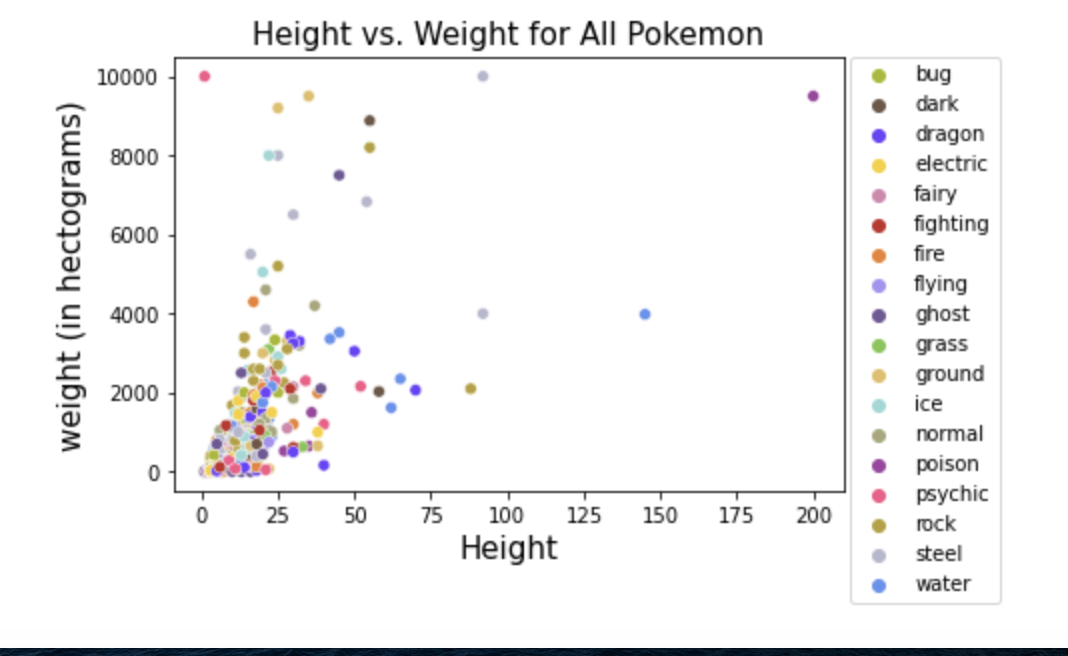 Height vs. Weight for All Pokemon
10000
8000
6000
4000
2000
0
weight (in hectograms)
0 25 50 75 100 125 150 175 200
Height
bug
dark
dragon
electric
fairy
fighting
fire
flying
ghost
grass
ground
ice
normal
poison
psychic
rock
steel
water